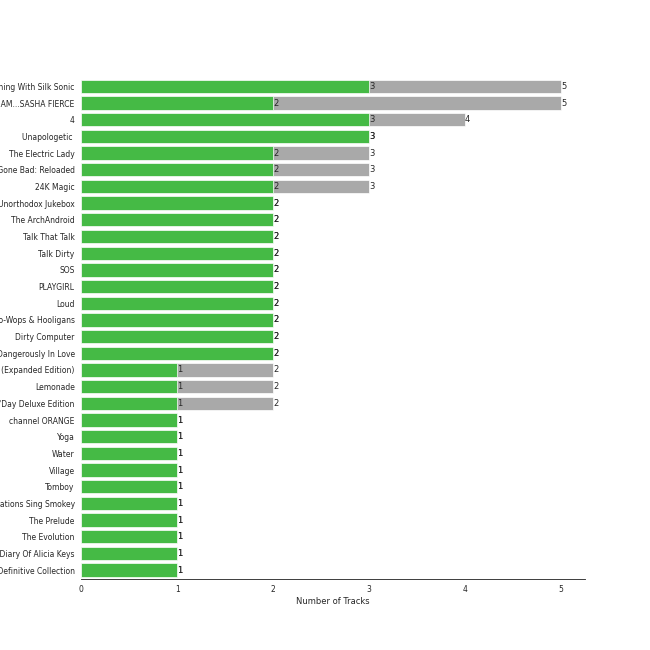 ning With Silk Sonic 3 5
AM...SASHA FIERCE 2 5
4 3 4
Unapologetic 3
The Electric Lady 2 3
Gone Bad: Reloaded 2 3
24K Magic 2 3
Unorthodox Jukebox 2
The ArchAndroid 2
Talk That Talk 2
Talk Dirty 2
SOS 2
PLAYGIRL 2
Loud 2
o-Wops & Hooligans 2
Dirty Computer 2
Dangerously In Love 2
(Expanded Edition) 1 2
Lemonade 1 2
'Day Deluxe Edition 1 2
channel ORANGE 1
Yoga 1
Water 1
Village 1
Tomboy 1
ations Sing Smokey 1
The Prelude 1
The Evolution 1
Diary Of Alicia Keys 1
Definitive Collection 1
0 1 2 3 4 5
Number of Tracks